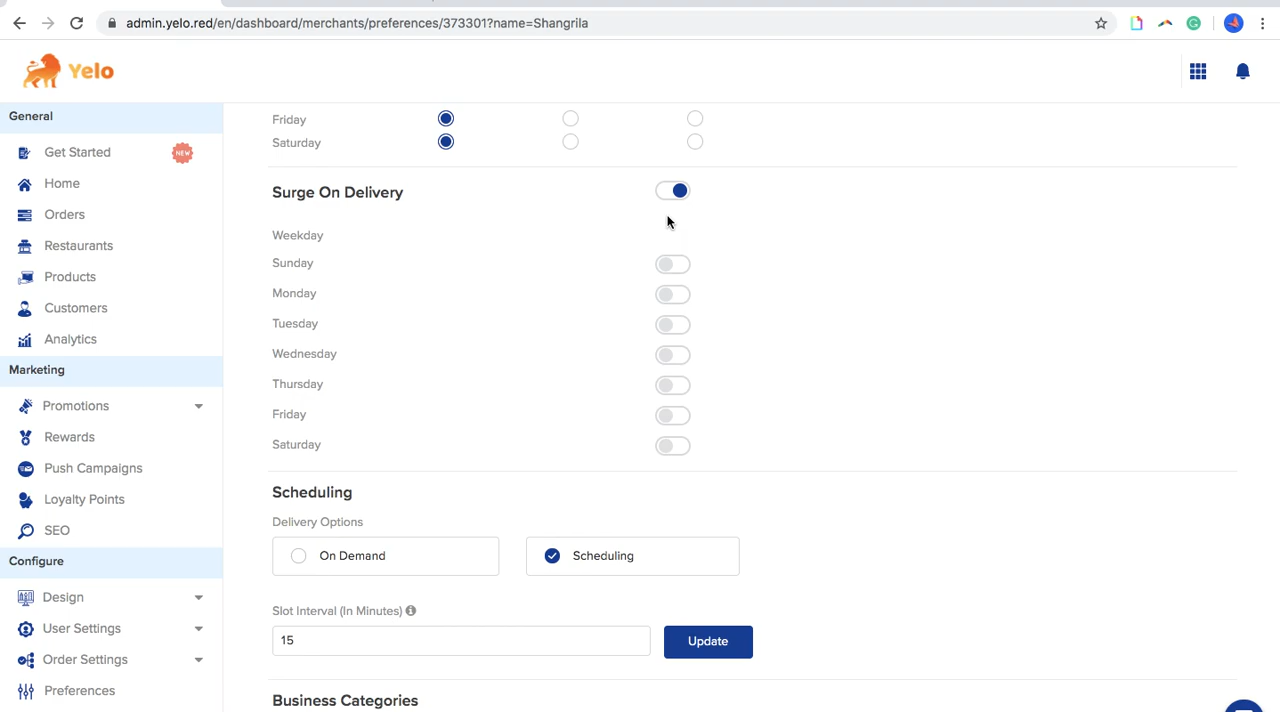 admin.yelo.red/en/dashboard/merchants/preferences/373301?name=Shangrila
Yelo
General
Get Started NEW
Home
Orders
Restaurants
Products
Customers
Analytics
Marketing
Promotions
Rewards
Push Campaigns
Loyalty Points
SEO
Configure
Design
User Settings
Order Settings
Preferences
Friday
Saturday
Surge On Delivery
Weekday
Sunday
Monday
Tuesday
Wednesday
Thursday
Friday
Saturday
Scheduling
Delivery Options
On Demand Scheduling
Slot Interval (In Minutes)
15 Update
Business Categories